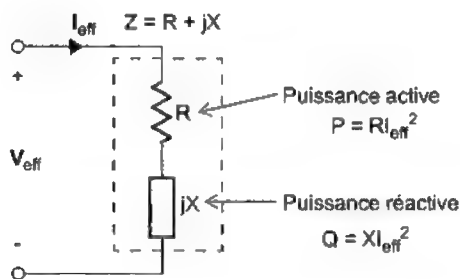 I_eff Z = R + jX
+
R
Puissance active
P = RI_eff²
V_eff
jX
Puissance réactive
Q = XI_eff²
-